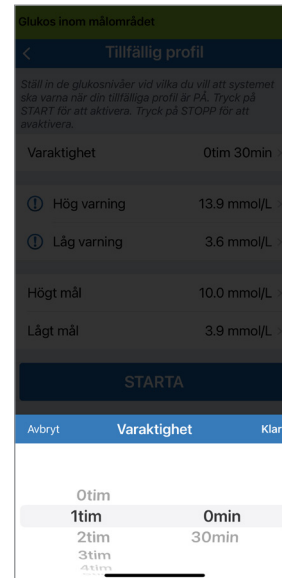 Glukos inom målområdet
< Tillfällig profil
Ställ in de glukosnivåer vid vilka du vill att systemet
ska varna när din tillfälliga profil är PÅ. Tryck på
START för att aktivera. Tryck på STOPP för att
avaktivera.
Varaktighet 0tim 30min >
Hög varning 13.9 mmol/L >
Låg varning 3.6 mmol/L >
Högt mål 10.0 mmol/L >
Lågt mål 3.9 mmol/L >
STARTA
Avbryt Varaktighet Klar
0tim
1tim 0min
2tim 30min
3tim
4tim